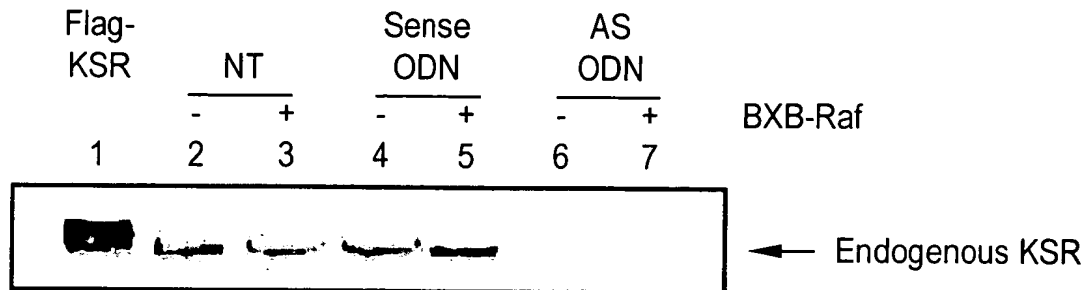 Flag-
KSR
NT
Sense
ODN
AS
ODN
- + - + - + BXB-Raf
1 2 3 4 5 6 7
Endogenous KSR